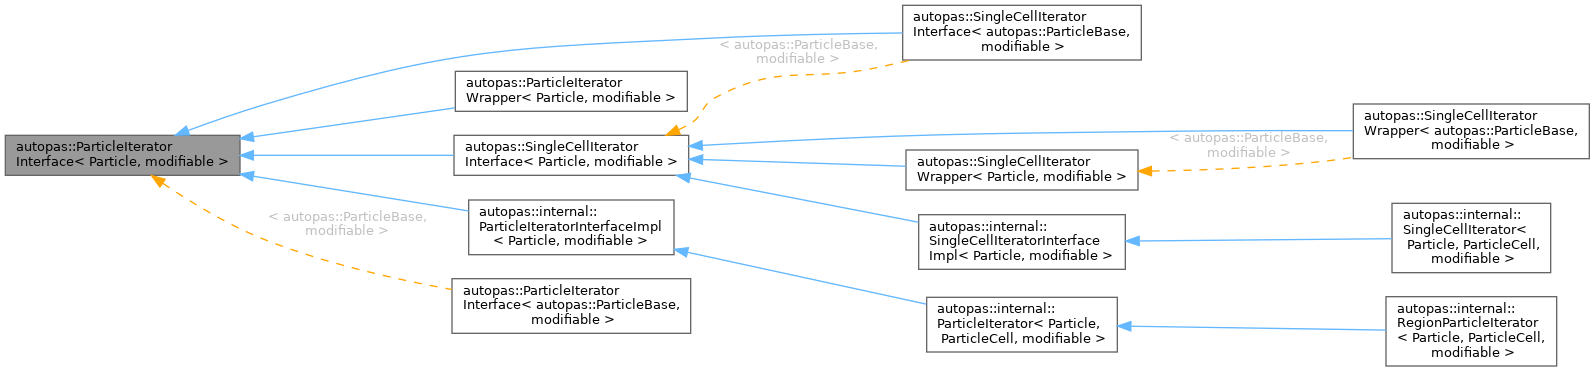 autopas::SingleCellIterator
Interface< autopas::ParticleBase,
modifiable >
< autopas::ParticleBase,
modifiable >
autopas::ParticleIterator
Wrapper< Particle, modifiable >
autopas::ParticleIterator
Interface< Particle, modifiable >
autopas::SingleCellIterator
Interface< Particle, modifiable >
autopas::SingleCellIterator
Wrapper< autopas::ParticleBase,
modifiable >
< autopas::ParticleBase,
modifiable >
autopas::SingleCellIterator
Wrapper< Particle, modifiable >
autopas::internal::
ParticleIteratorInterfaceImpl
< Particle, modifiable >
< autopas::ParticleBase,
modifiable >
autopas::internal::
SingleCellIteratorInterface
Impl< Particle, modifiable >
autopas::internal::
SingleCellIterator<
Particle, ParticleCell,
modifiable >
autopas::ParticleIterator
Interface< autopas::ParticleBase,
modifiable >
autopas::internal::
ParticleIterator< Particle,
ParticleCell, modifiable >
autopas::internal::
RegionParticleIterator
< Particle, ParticleCell,
modifiable >